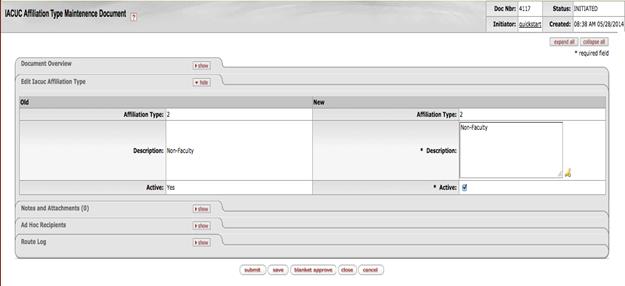 IACUC Affiliation Type Maintenence Document ?
Doc Nbr: 4117 Status: INITIATED
Initiator: quickstart Created: 08:38 AM 05/28/2014
expand all collapse all
* required field
Document Overview show
Edit Iacuc Affiliation Type hide
Old New
Affiliation Type: 2 Affiliation Type: 2
Description: Non-Faculty * Description: Non-Faculty
Active: Yes * Active:
Notes and Attachments (0) show
Ad Hoc Recipients show
Route Log show
submit save blanket approve close cancel